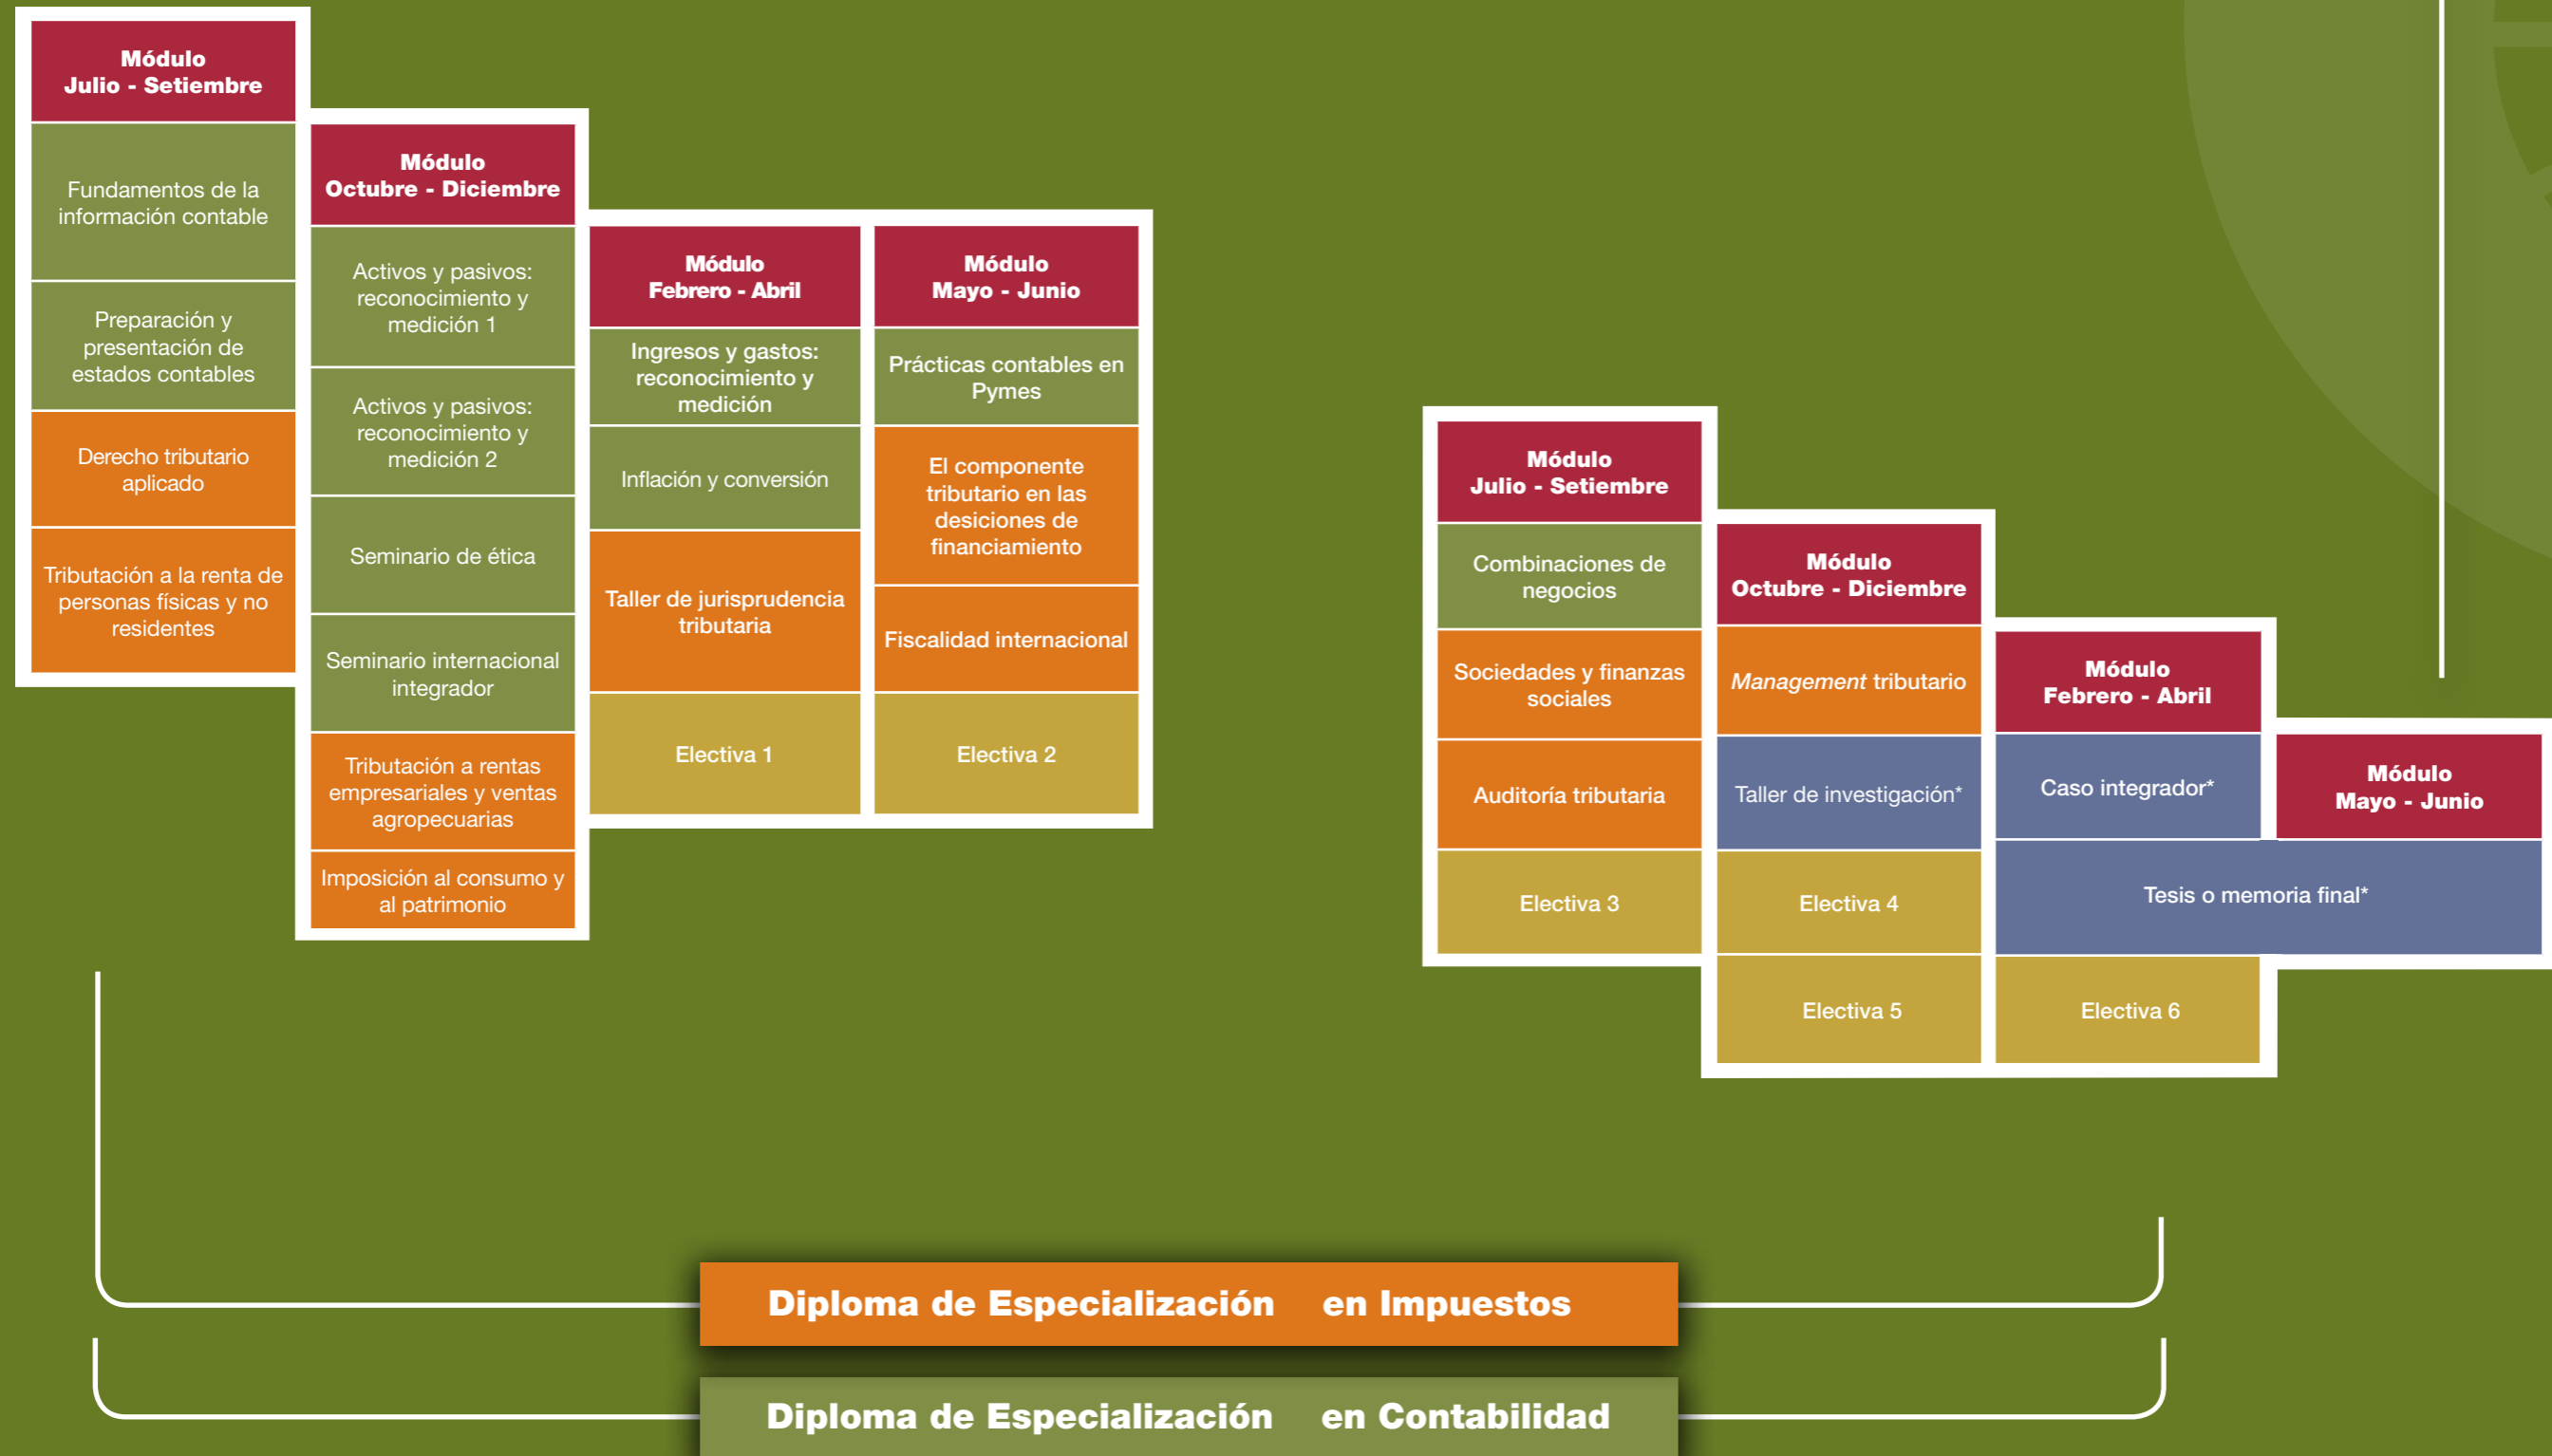 Módulo
Julio - Setiembre
Fundamentos de la
información contable
Preparación y
presentación de
estados contables
Derecho tributario
aplicado
Tributación a la renta de
personas físicas y no
residentes
Módulo
Octubre - Diciembre
Activos y pasivos:
reconocimiento y
medición 1
Activos y pasivos:
reconocimiento y
medición 2
Seminario de ética
Seminario internacional
integrador
Tributación a rentas
empresariales y ventas
agropecuarias
Imposición al consumo y
al patrimonio
Módulo
Febrero - Abril
Ingresos y gastos:
reconocimiento y
medición
Inflación y conversión
Taller de jurisprudencia
tributaria
Electiva 1
Módulo
Mayo - Junio
Prácticas contables en
Pymes
El componente
tributario en las
desiciones de
financiamiento
Fiscalidad internacional
Electiva 2
Módulo
Julio - Setiembre
Combinaciones de
negocios
Sociedades y finanzas
sociales
Auditoría tributaria
Electiva 3
Módulo
Octubre - Diciembre
Management tributario
Taller de investigación*
Electiva 4
Electiva 5
Módulo
Febrero - Abril
Caso integrador*
Módulo
Mayo - Junio
Tesis o memoria final*
Electiva 6
Diploma de Especialización en Impuestos
Diploma de Especialización en Contabilidad